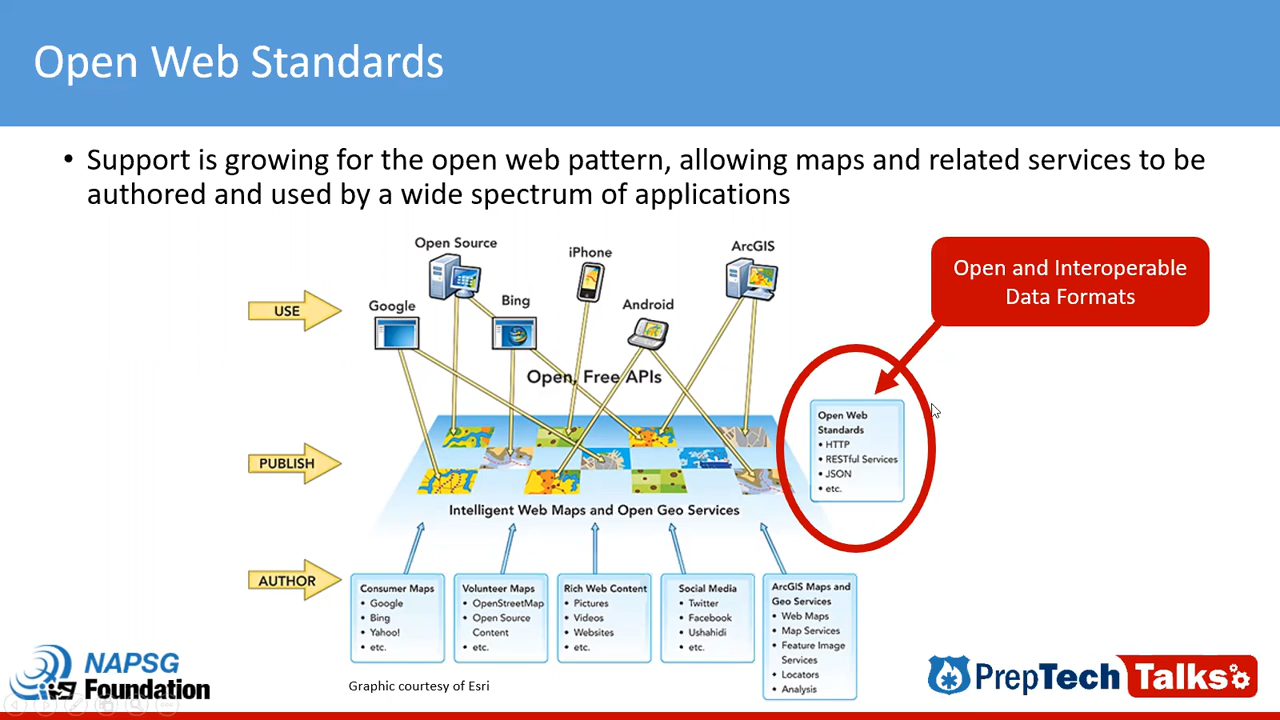 Open Web Standards
• Support is growing for the open web pattern, allowing maps and related services to be
authored and used by a wide spectrum of applications
Open Source
iPhone
ArcGIS
Google
Bing
Android
USE
Open, Free APIs
Open and Interoperable
Data Formats
Open Web
Standards
• HTTP
• RESTful Services
• JSON
• etc.
PUBLISH
Intelligent Web Maps and Open Geo Services
AUTHOR
Consumer Maps
• Google
• Bing
• Yahoo!
• etc.
Volunteer Maps
• OpenStreetMap
• Open Source
Content
• etc.
Rich Web Content
• Pictures
• Videos
• Websites
• etc.
Social Media
• Twitter
• Facebook
• Ushahidi
• etc.
ArcGIS Maps and
Geo Services
• Web Maps
• Map Services
• Feature Image
Services
• Locators
• Analysis
Graphic courtesy of Esri
NAPSG
Foundation
PrepTech Talks